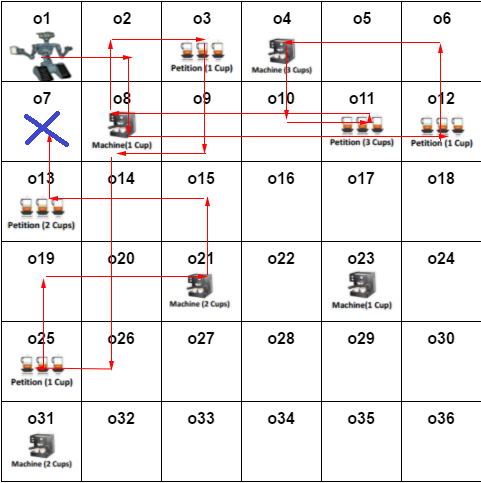 o1 o2 o3 o4 o5 o6
Petition (1 Cup) Machine (3 Cups)
o7 o8 o9 o10 o11 o12
Machine(1 Cup) Petition (3 Cups) Petition (1 Cup)
o13 o14 o15 o16 o17 o18
Petition (2 Cups)
o19 o20 o21 o22 o23 o24
Machine (2 Cups) Machine(1 Cup)
o25 o26 o27 o28 o29 o30
Petition (1 Cup)
o31 o32 o33 o34 o35 o36
Machine (2 Cups)